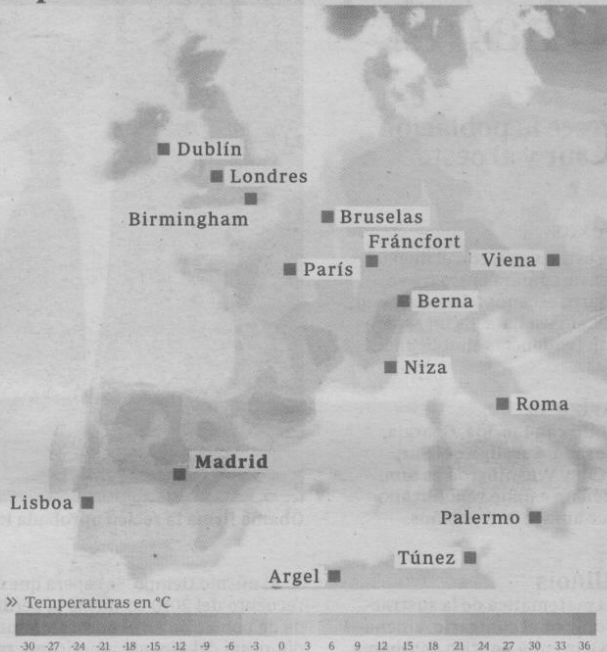 Dublín
Londres
Birmingham
Bruselas
Fráncfort
París
Viena
Berna
Niza
Roma
Madrid
Lisboa
Palermo
Túnez
Argel
» Temperaturas en °C
-30 -27 -24 -21 -18 -15 -12 -9 -6 -3 0 3 6 9 12 15 18 21 24 27 30 33 36